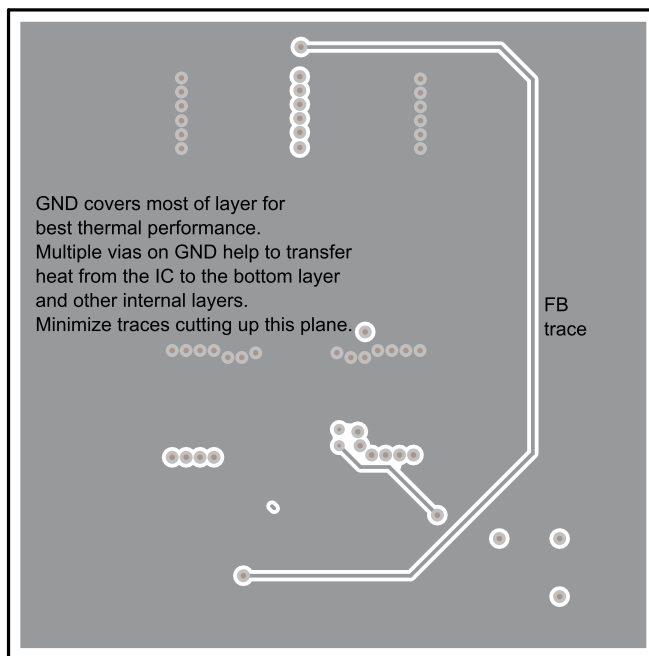 GND covers most of layer for
best thermal performance.
Multiple vias on GND help to transfer
heat from the IC to the bottom layer
and other internal layers.
Minimize traces cutting up this plane.
FB
trace